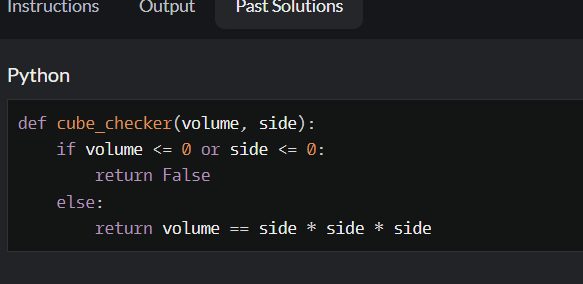 Instructions Output Past Solutions
Python
def cube_checker(volume, side):
    if volume <= 0 or side <= 0:
        return False
    else:
        return volume == side * side * side